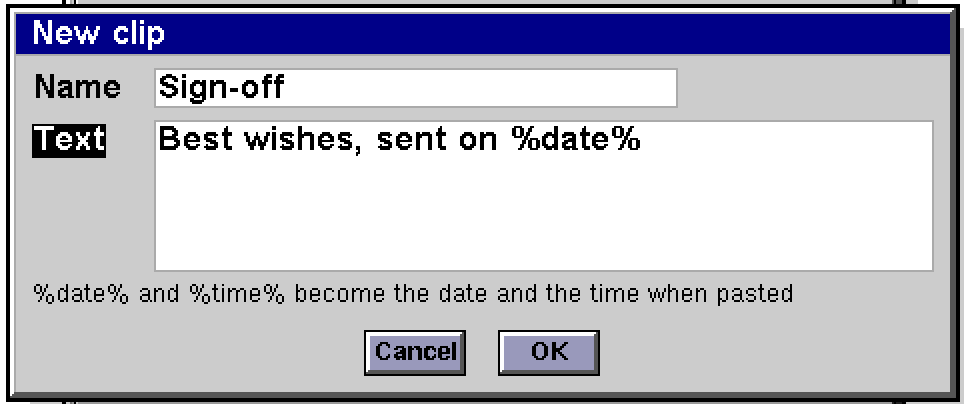 New clip
Name Sign-off
Text Best wishes, sent on %date%
%date% and %time% become the date and the time when pasted
Cancel OK